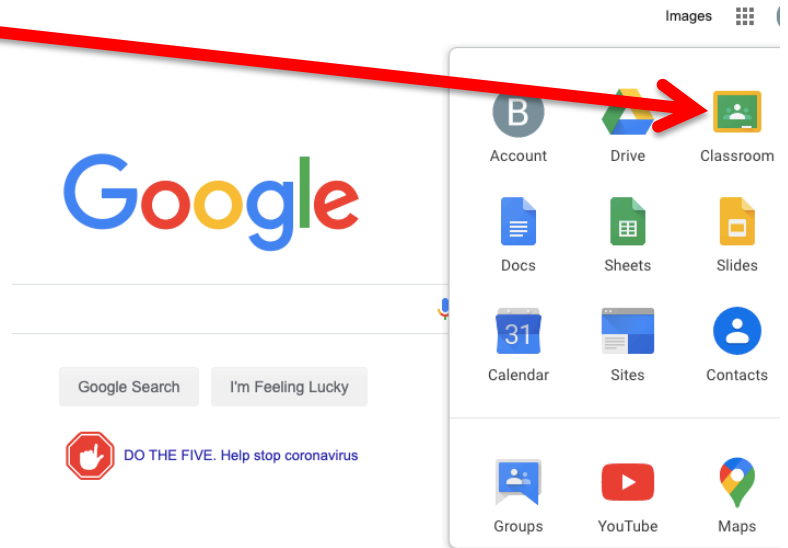 Images
B
Account Drive Classroom
Google
Docs Sheets Slides
31
Calendar Sites Contacts
Google Search I'm Feeling Lucky
DO THE FIVE. Help stop coronavirus
Groups YouTube Maps